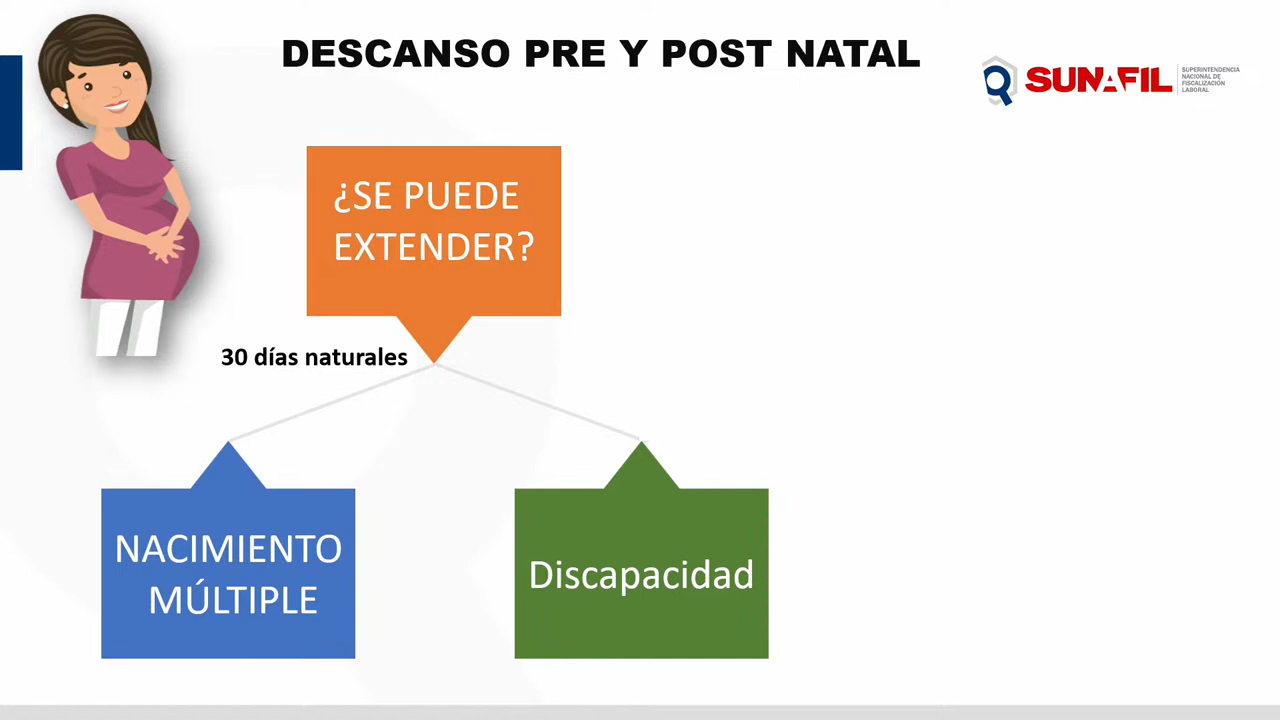 DESCANSO PRE Y POST NATAL
SUNAFIL
SUPERINTENDENCIA
NACIONAL DE
FISCALIZACIÓN
LABORAL
¿SE PUEDE
EXTENDER?
30 días naturales
NACIMIENTO
MÚLTIPLE
Discapacidad